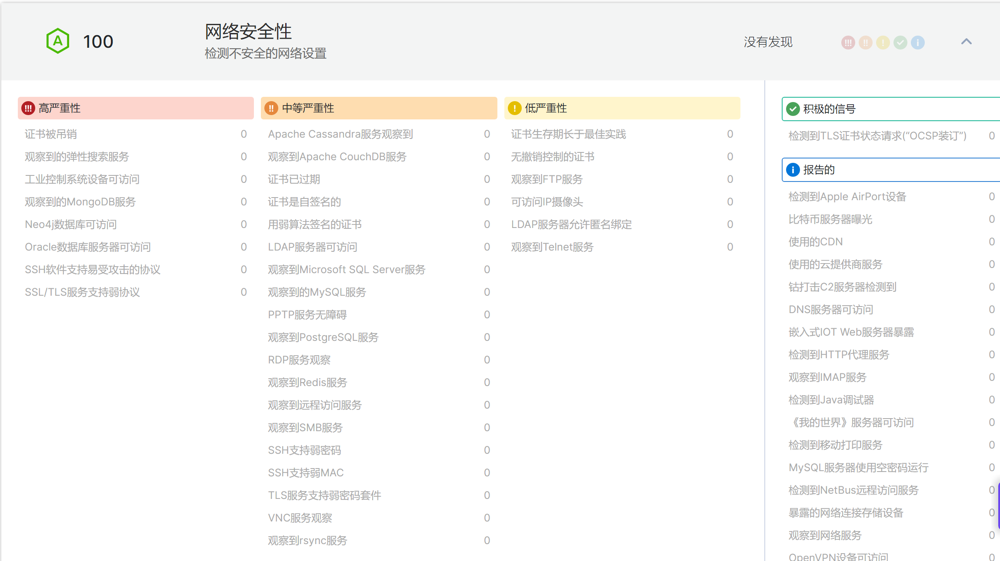 A 100
网络安全性
检测不安全的网络设置
没有发现
高严重性
证书被吊销 0
观察到的弹性搜索服务 0
工业控制系统设备可访问 0
观察到的MongoDB服务 0
Neo4j数据库可访问 0
Oracle数据库服务器可访问 0
SSH软件支持易受攻击的协议 0
SSL/TLS服务支持弱协议 0
中等严重性
Apache Cassandra服务观察到 0
观察到Apache CouchDB服务 0
证书已过期 0
证书是自签名的 0
用弱算法签名的证书 0
LDAP服务器可访问 0
观察到Microsoft SQL Server服务 0
观察到的MySQL服务 0
PPTP服务无障碍 0
观察到PostgreSQL服务 0
RDP服务观察 0
观察到Redis服务 0
观察到远程访问服务 0
观察到SMB服务 0
SSH支持弱密码 0
SSH支持弱MAC 0
TLS服务支持弱密码套件 0
VNC服务观察 0
观察到rsync服务 0
低严重性
证书生存期长于最佳实践 0
无撤销控制的证书 0
观察到FTP服务 0
可访问IP摄像头 0
LDAP服务器允许匿名绑定 0
观察到Telnet服务 0
积极的信号
检测到TLS证书状态请求(“OCSP装订”) 0
报告的
检测到Apple AirPort设备 0
比特币服务器曝光 0
使用的CDN 0
使用的云提供商服务 0
钴打击C2服务器检测到 0
DNS服务器可访问 0
嵌入式IOT Web服务器暴露 0
检测到HTTP代理服务 0
观察到IMAP服务 0
检测到Java调试器 0
《我的世界》服务器可访问 0
检测到移动打印服务 0
MySQL服务器使用空密码运行 0
检测到NetBus远程访问服务 0
暴露的网络连接存储设备 0
观察到网络服务 0
OpenVPN设备可访问 0